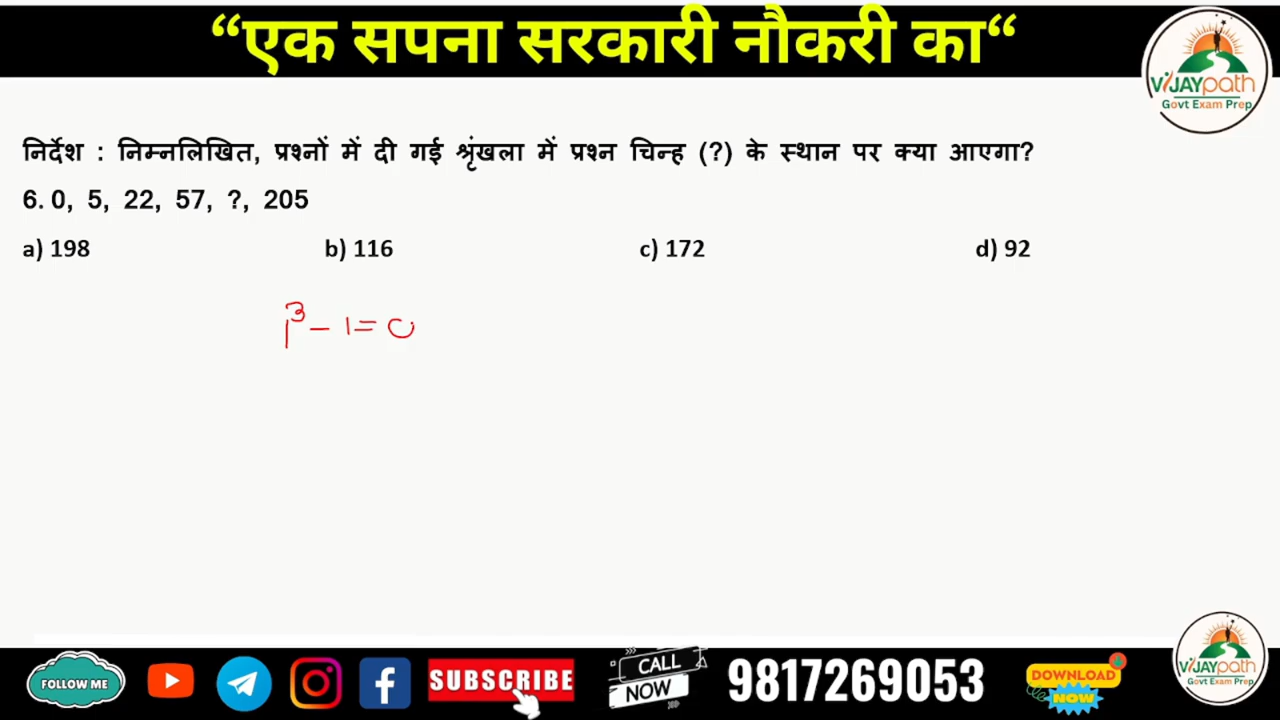 “एक सपना सरकारी नौकरी का“
VIJAYpath
Govt Exam Prep
निर्देश : निम्नलिखित, प्रश्नों में दी गई श्रृंखला में प्रश्न चिन्ह (?) के स्थान पर क्या आएगा?
6. 0, 5, 22, 57, ?, 205
a) 198 b) 116 c) 172 d) 92
1³ - 1 = 0
FOLLOW ME
SUBSCRIBE
CALL
NOW
9817269053
DOWNLOAD
NOW
VIJAYpath
Govt Exam Prep